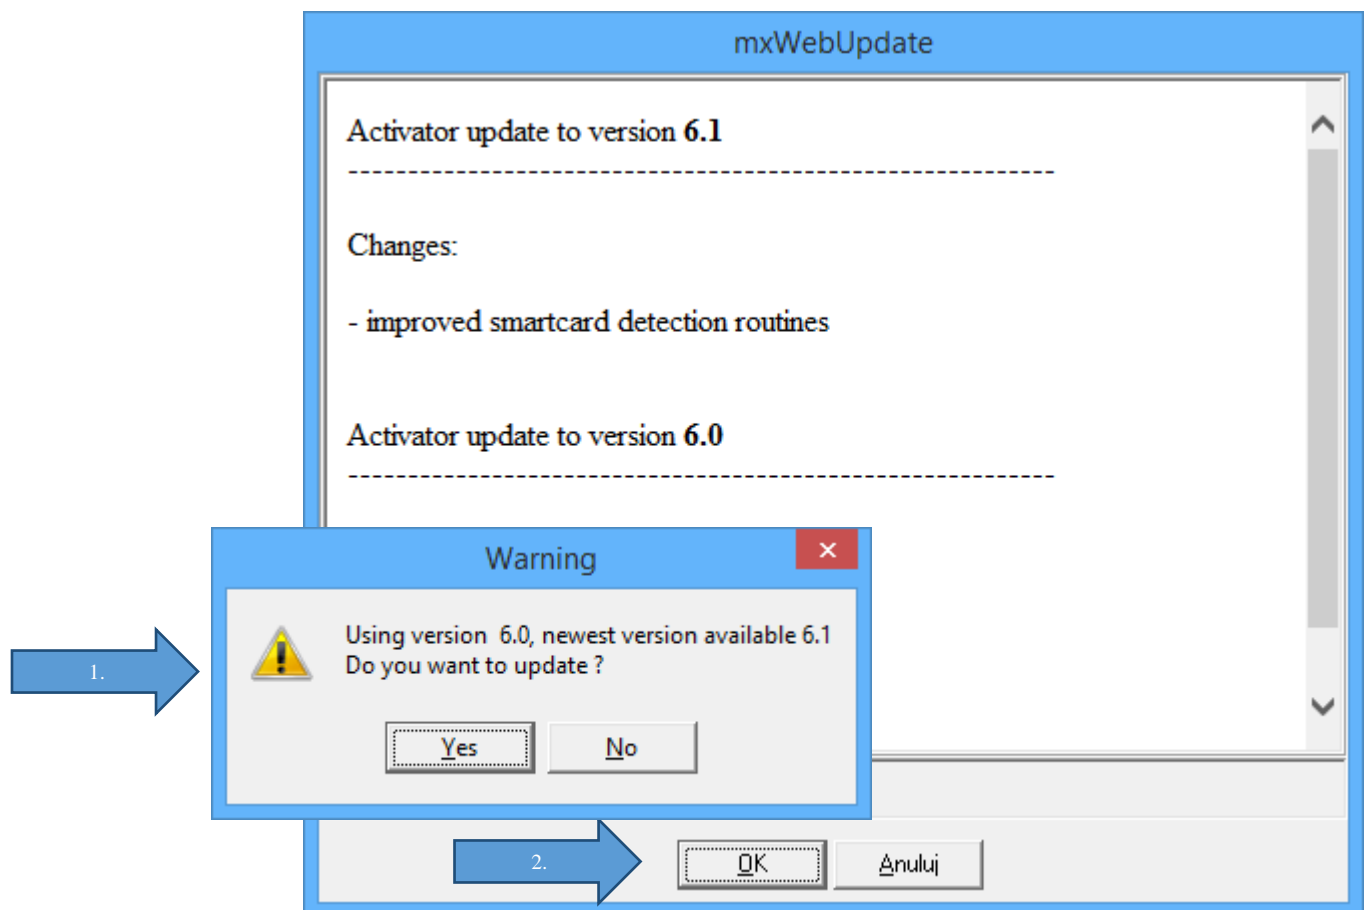 mxWebUpdate
Activator update to version 6.1
-----------------------------------------------------------
Changes:
- improved smartcard detection routines
Activator update to version 6.0
-----------------------------------------------------------
Warning
Using version  6.0, newest version available 6.1
Do you want to update ?
1.
Yes
No
2.
OK
Anuluj